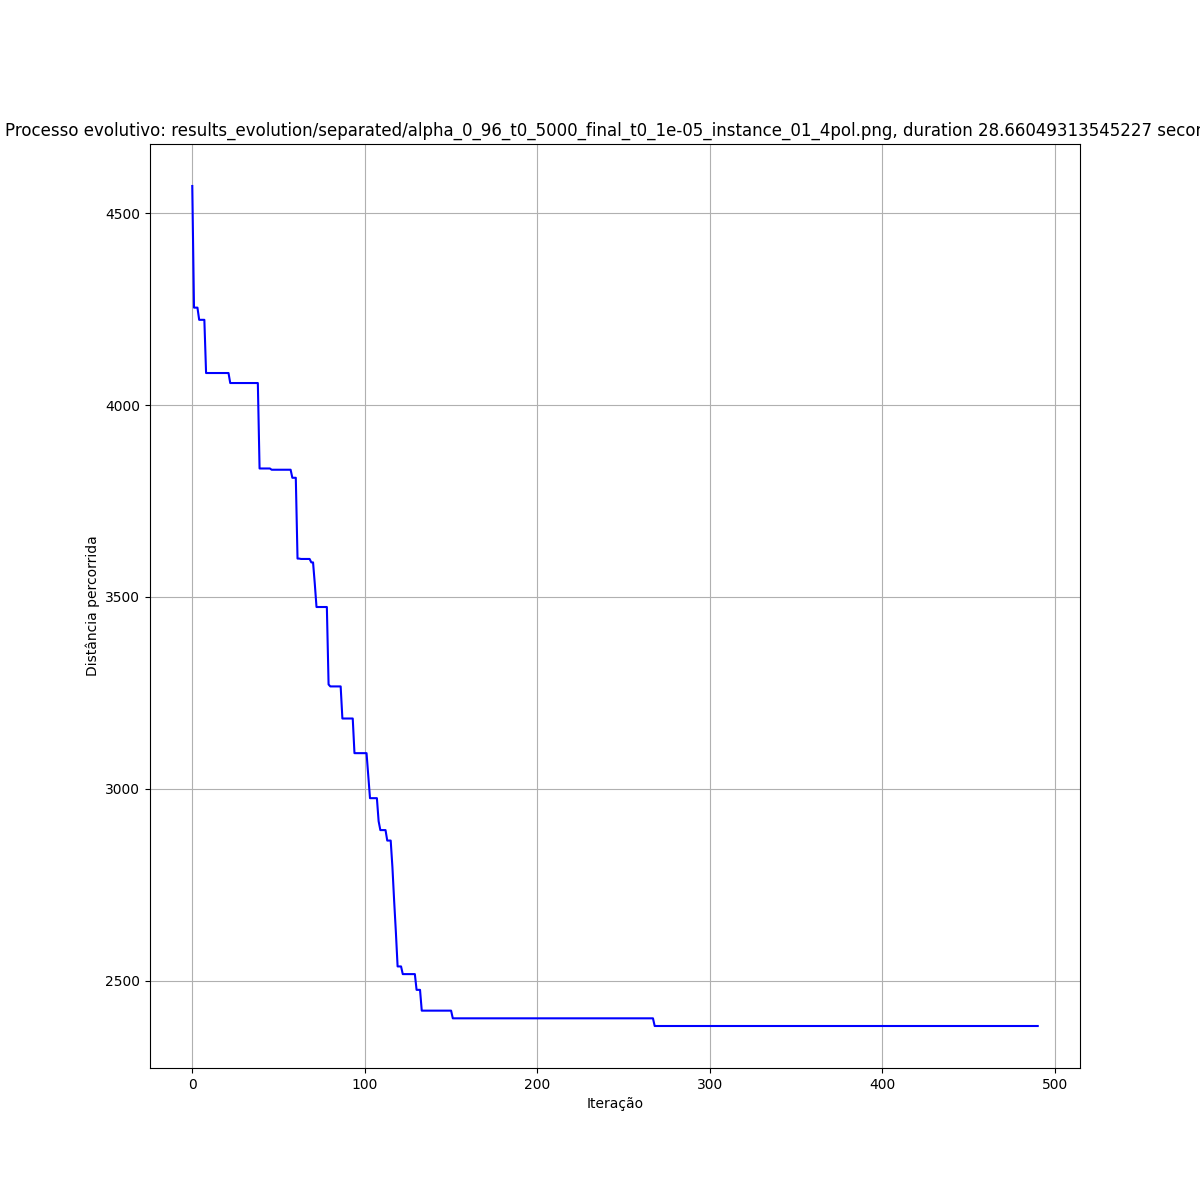 Processo evolutivo: results_evolution/separated/alpha_0_96_t0_5000_final_t0_1e-05_instance_01_4pol.png, duration 28.66049313545227
4500
4000
3500
3000
2500
Distância percorrida
0 100 200 300 400 500
Iteração